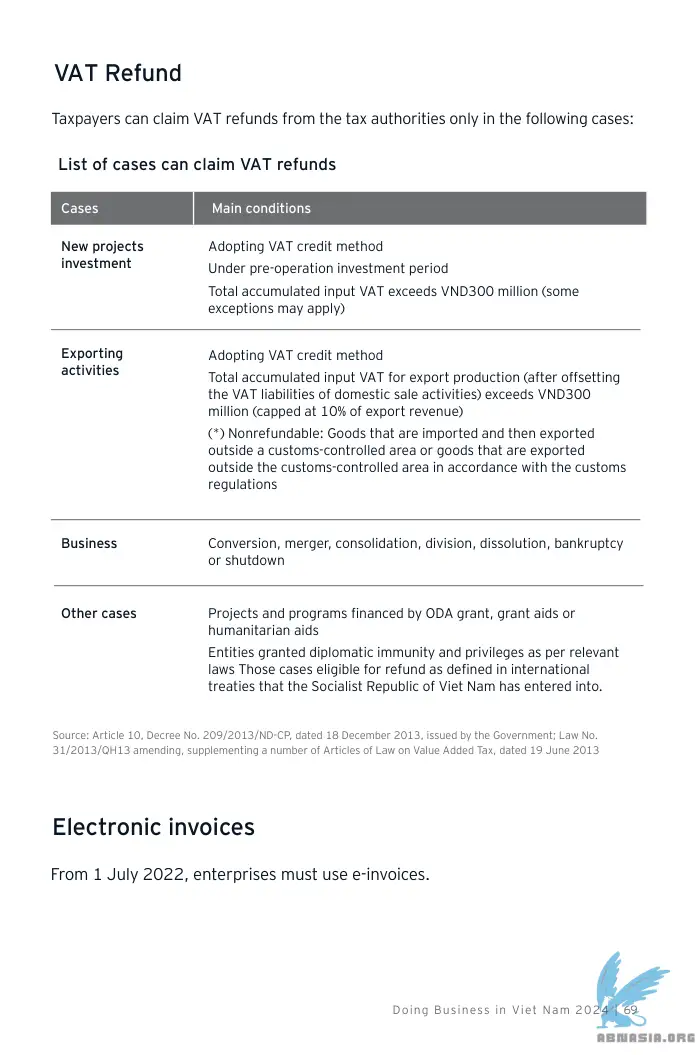 VAT Refund
Taxpayers can claim VAT refunds from the tax authorities only in the following cases:
List of cases can claim VAT refunds
Cases
Main conditions
New projects
investment
Adopting VAT credit method
Under pre-operation investment period
Total accumulated input VAT exceeds VND300 million (some
exceptions may apply)
Exporting
activities
Adopting VAT credit method
Total accumulated input VAT for export production (after offsetting
the VAT liabilities of domestic sale activities) exceeds VND300
million (capped at 10% of export revenue)
(*) Nonrefundable: Goods that are imported and then exported
outside a customs-controlled area or goods that are exported
outside the customs-controlled area in accordance with the customs
regulations
Business
Conversion, merger, consolidation, division, dissolution, bankruptcy
or shutdown
Other cases
Projects and programs financed by ODA grant, grant aids or
humanitarian aids
Entities granted diplomatic immunity and privileges as per relevant
laws Those cases eligible for refund as defined in international
treaties that the Socialist Republic of Viet Nam has entered into.
Source: Article 10, Decree No. 209/2013/ND-CP, dated 18 December 2013, issued by the Government; Law No.
31/2013/QH13 amending, supplementing a number of Articles of Law on Value Added Tax, dated 19 June 2013
Electronic invoices
From 1 July 2022, enterprises must use e-invoices.
Doing Business in Viet Nam 2024 | 69
ABNASIA.ORG